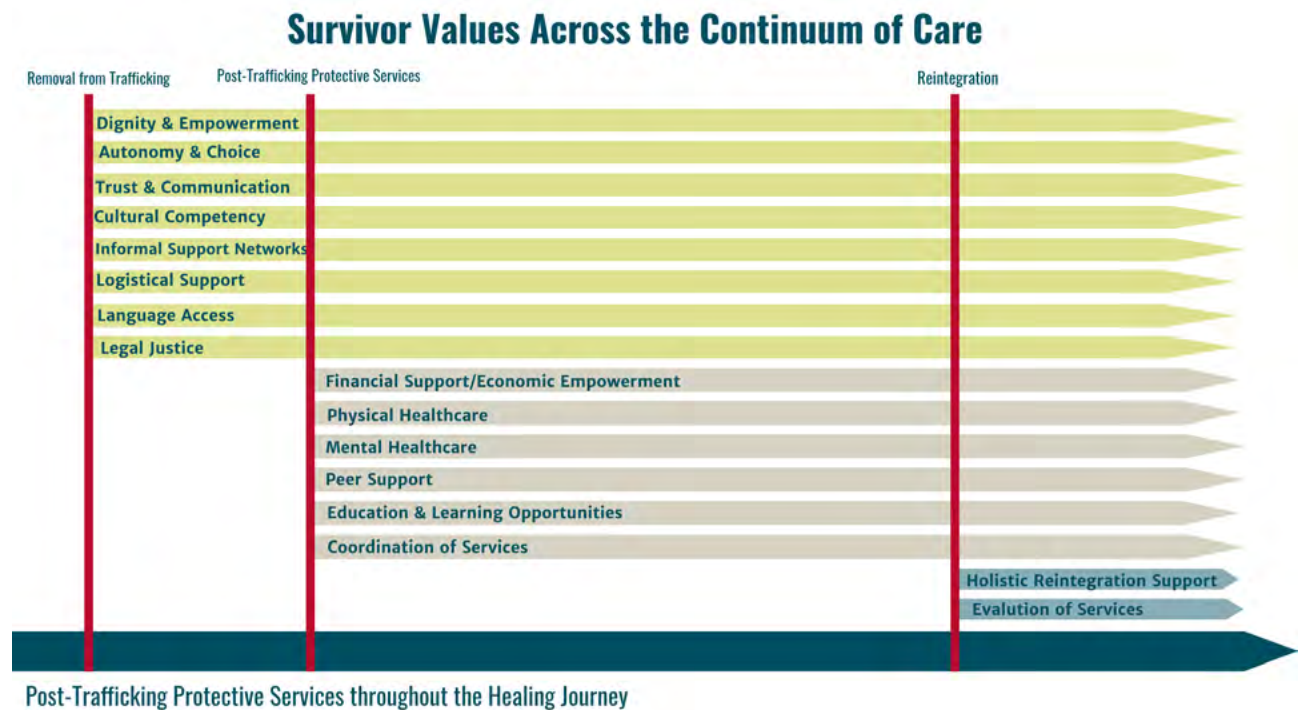 Survivor Values Across the Continuum of Care
Removal from Trafficking
Post-Trafficking Protective Services
Reintegration
Dignity & Empowerment
Autonomy & Choice
Trust & Communication
Cultural Competency
Informal Support Networks
Logistical Support
Language Access
Legal Justice
Financial Support/Economic Empowerment
Physical Healthcare
Mental Healthcare
Peer Support
Education & Learning Opportunities
Coordination of Services
Holistic Reintegration Support
Evalution of Services
Post-Trafficking Protective Services throughout the Healing Journey